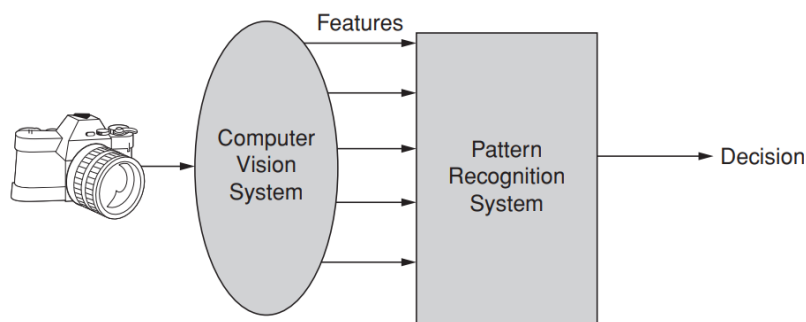 Features
Computer
Vision
System
Pattern
Recognition
System
Decision